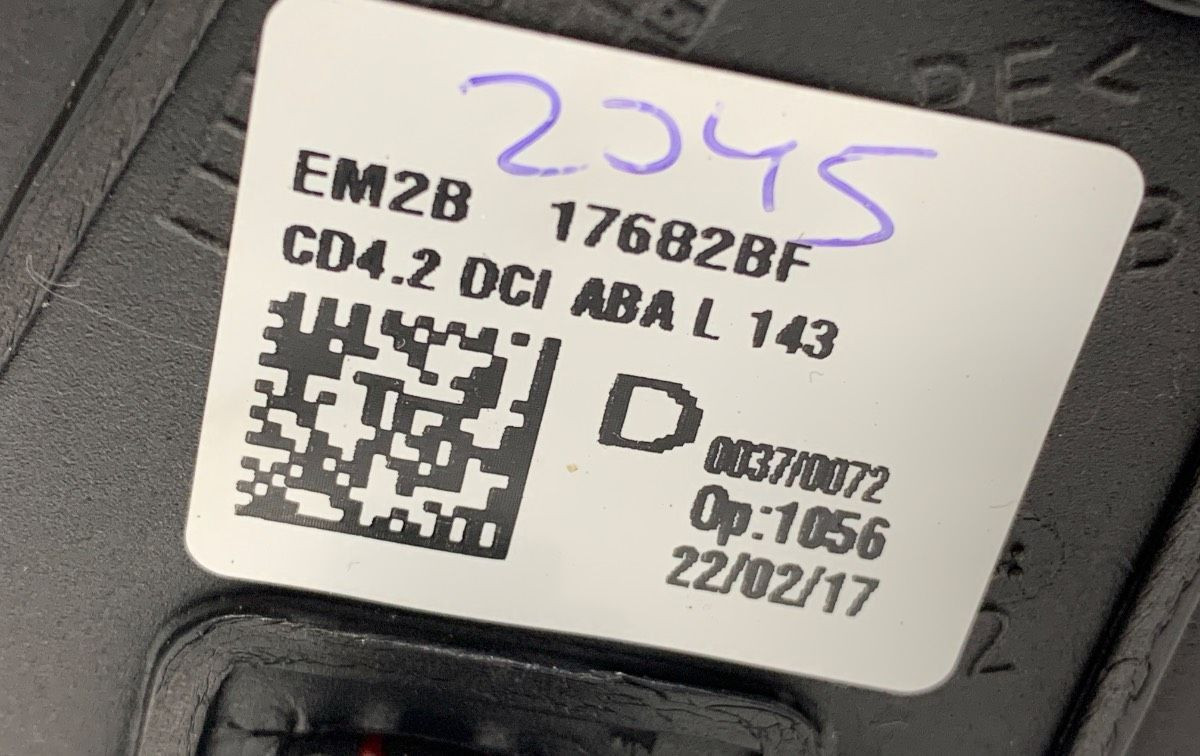 2045
EM2B 17682BF
CD4.2 DCI ABA L 143
D 0037/0072
Op:1056
22/02/17